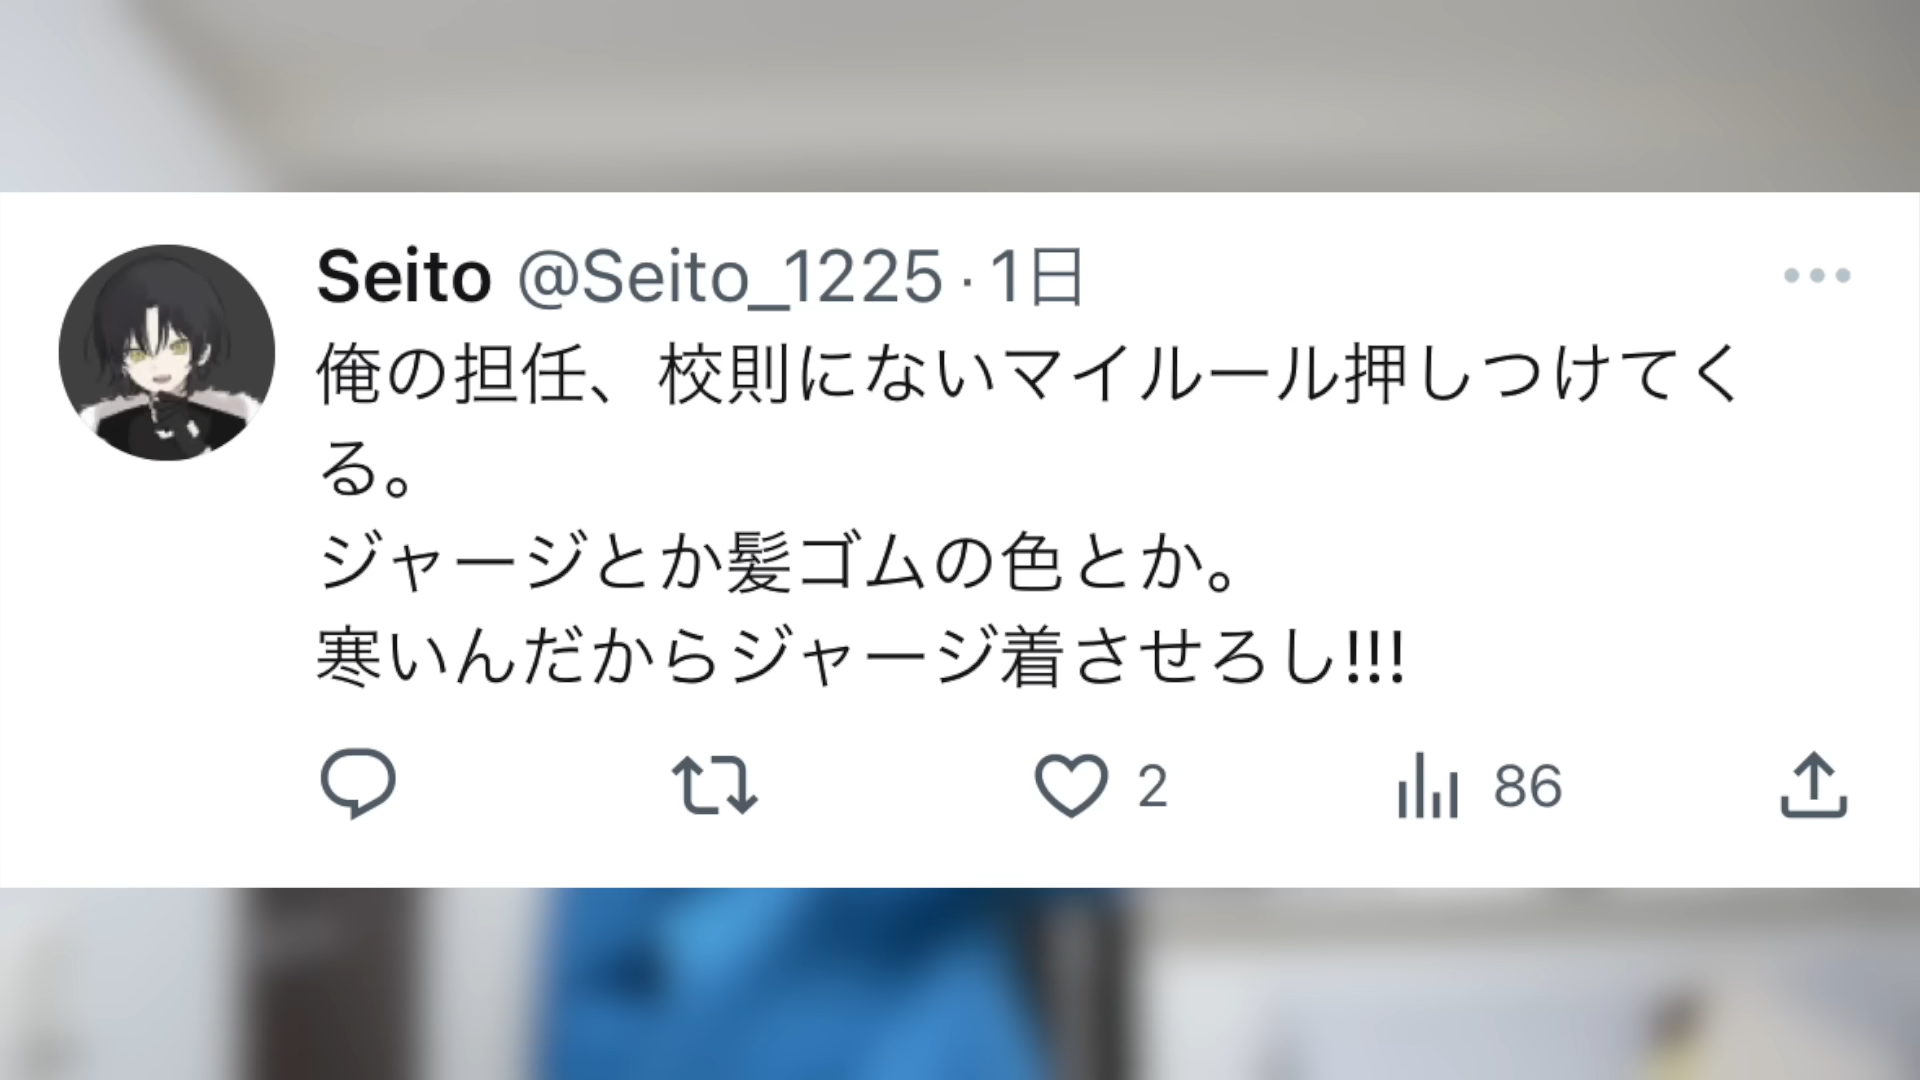 Seito @Seito_1225·1日
俺の担任、校則にないマイルール押しつけてく
る。
ジャージとか髪ゴムの色とか。
寒いんだからジャージ着させろし!!!
2 86